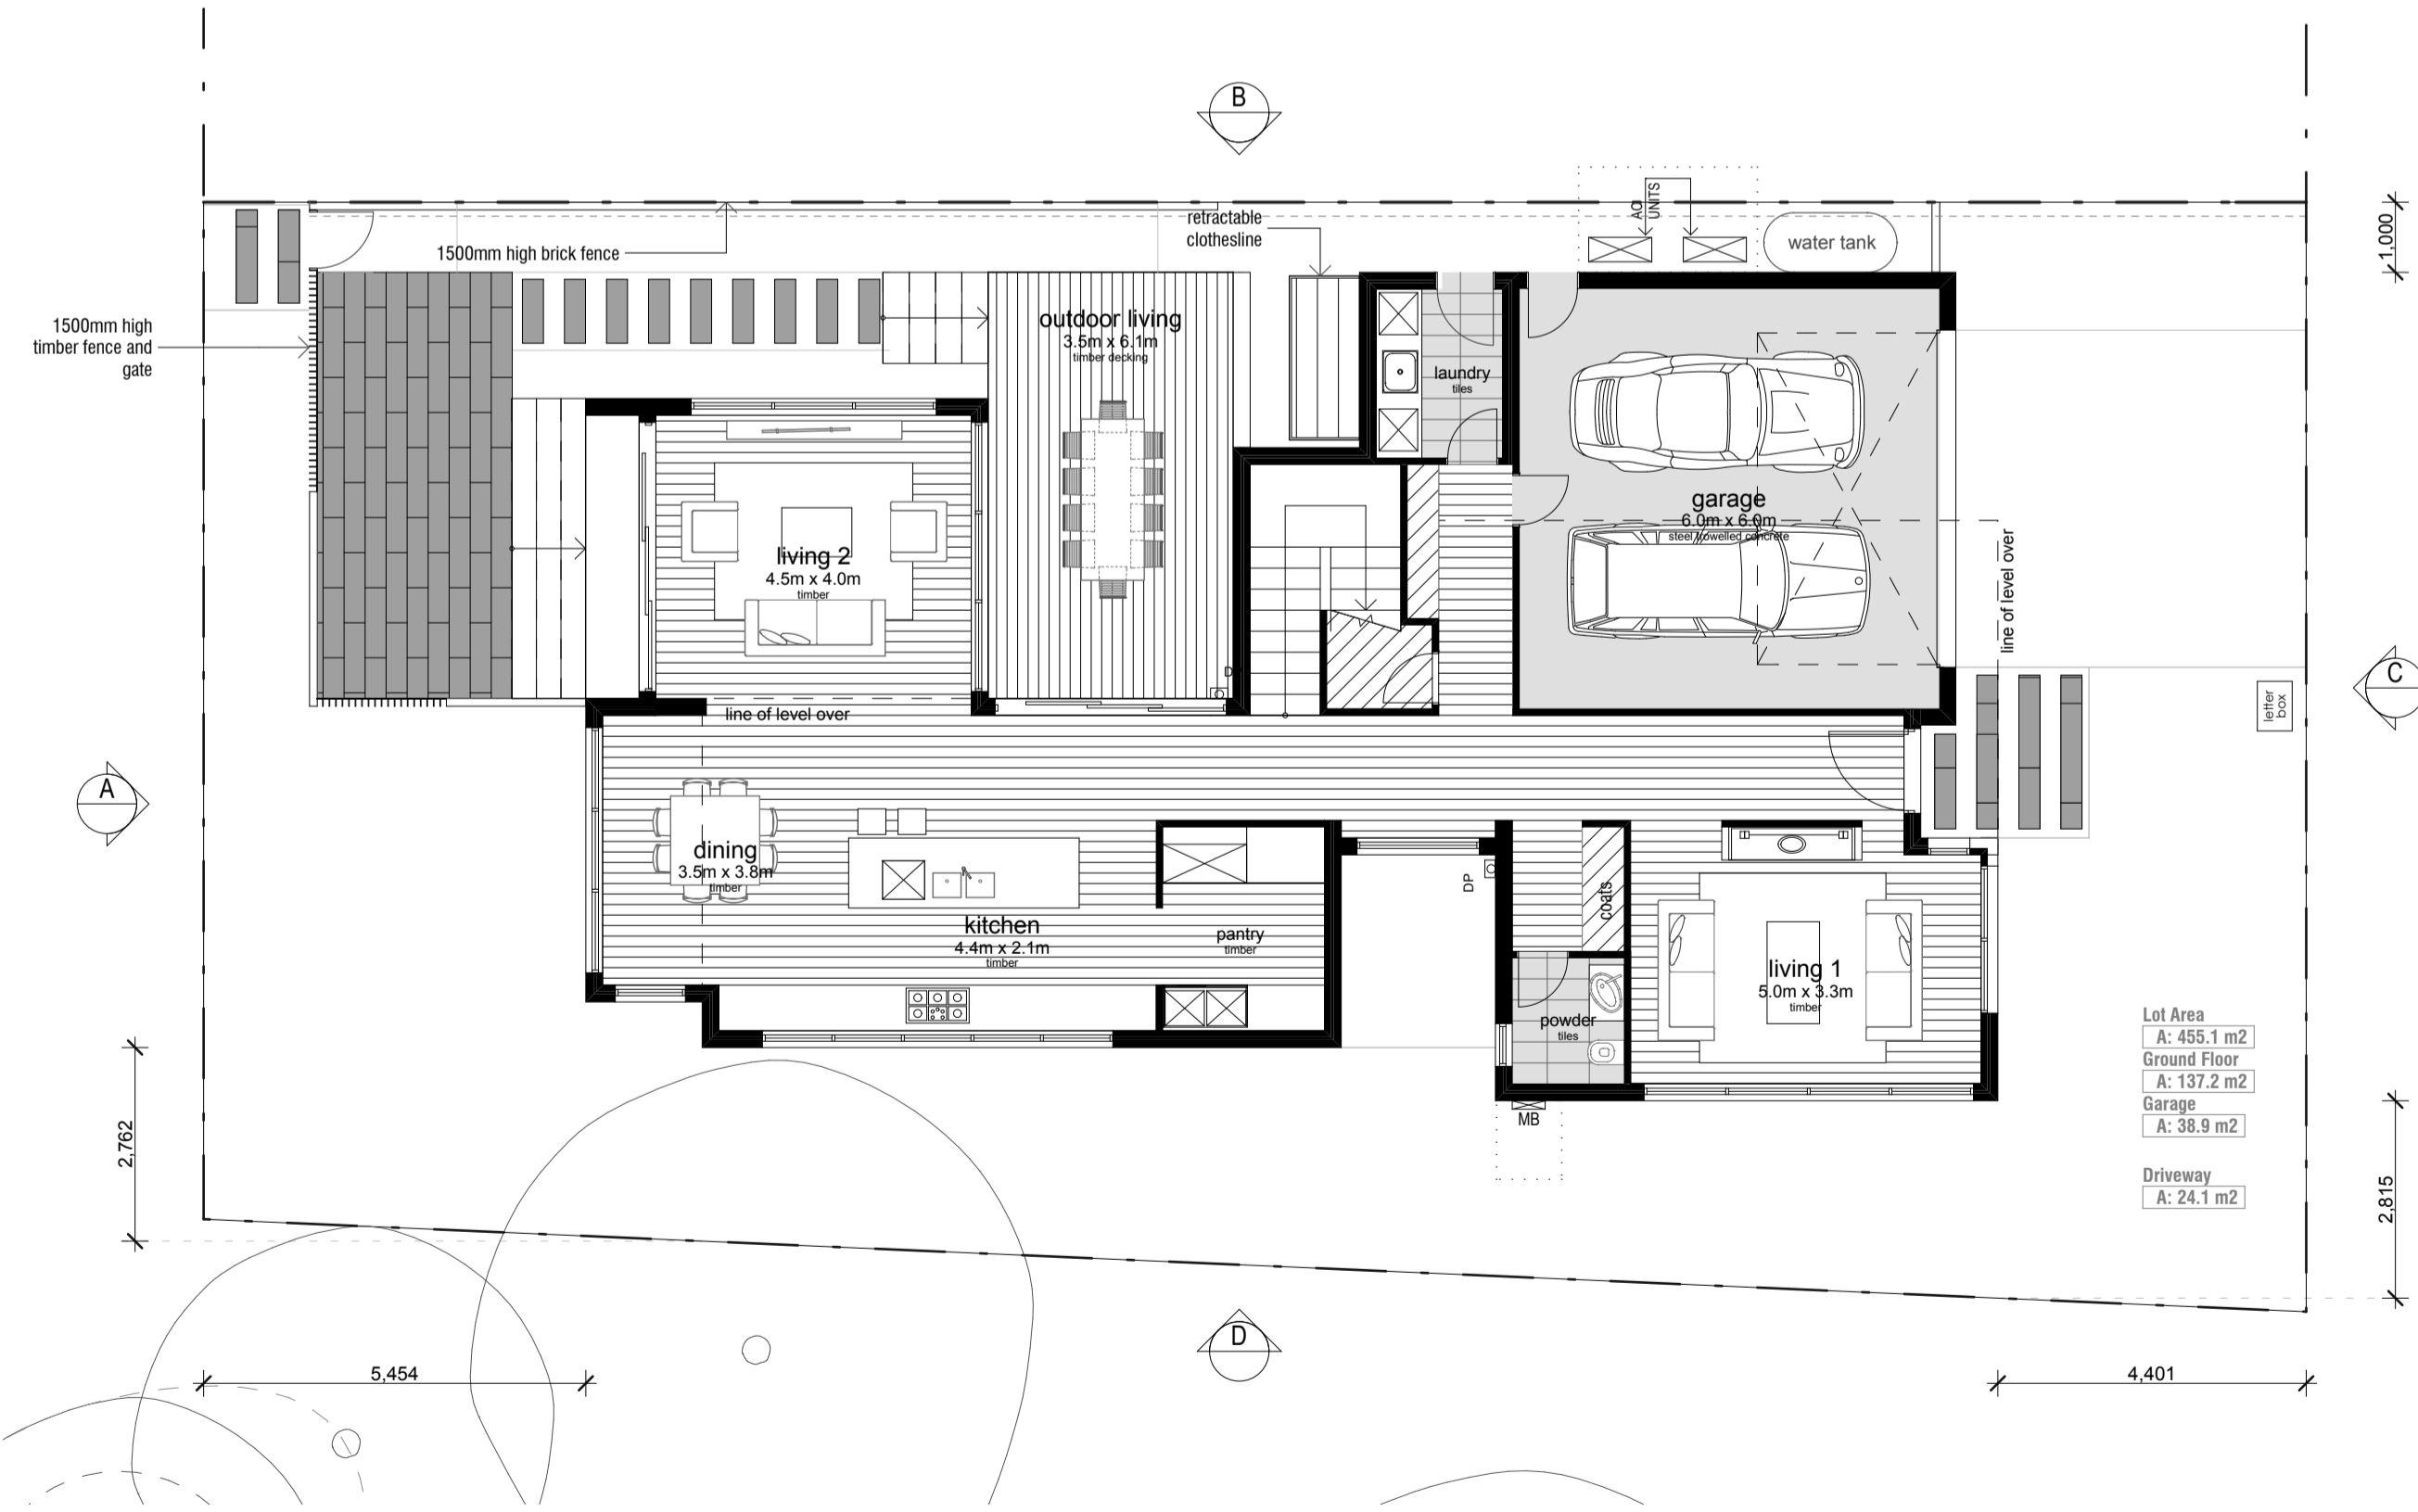 B
AC
UNITS
retractable
clothesline
water tank
1,000
1500mm high brick fence
1500mm high
timber fence and
gate
outdoor living
3.5m x 6.1m
timber decking
laundry
tiles
garage
6.0m x 6.0m
steel trowelled concrete
living 2
4.5m x 4.0m
timber
line of level over
line of level over
C
letter
box
A
dining
3.5m x 3.8m
timber
kitchen
4.4m x 2.1m
timber
pantry
timber
DP
coats
living 1
5.0m x 3.3m
timber
powder
tiles
MB
Lot Area
A: 455.1 m2
Ground Floor
A: 137.2 m2
Garage
A: 38.9 m2
Driveway
A: 24.1 m2
2,762
2,815
D
5,454
4,401